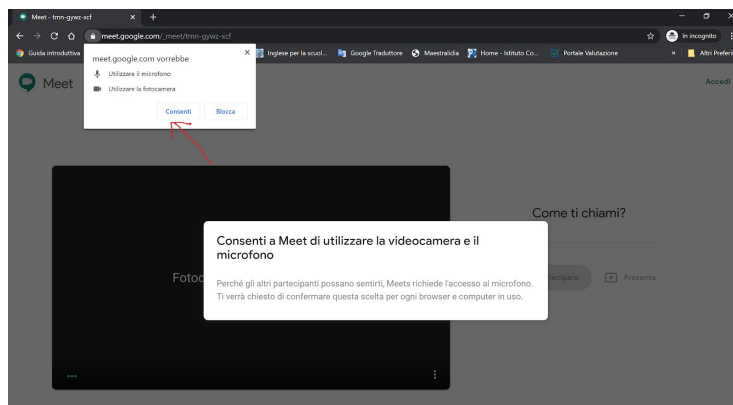 Meet - tmn-gywz-xcf
meet.google.com/_meet/tmn-gywz-xcf
In incognito
Guida introduttiva
Inglese per la scuol...
Google Traduttore
Maestralidia
Home - Istituto Co...
Portale Valutazione
»
Altri Preferit
meet.google.com vorrebbe
Utilizzare il microfono
Utilizzare la fotocamera
Consenti
Blocca
Meet
Accedi
Come ti chiami?
Consenti a Meet di utilizzare la videocamera e il
microfono
Perché gli altri partecipanti possano sentirti, Meets richiede l'accesso al microfono.
Ti verrà chiesto di confermare questa scelta per ogni browser e computer in uso.
Presenta